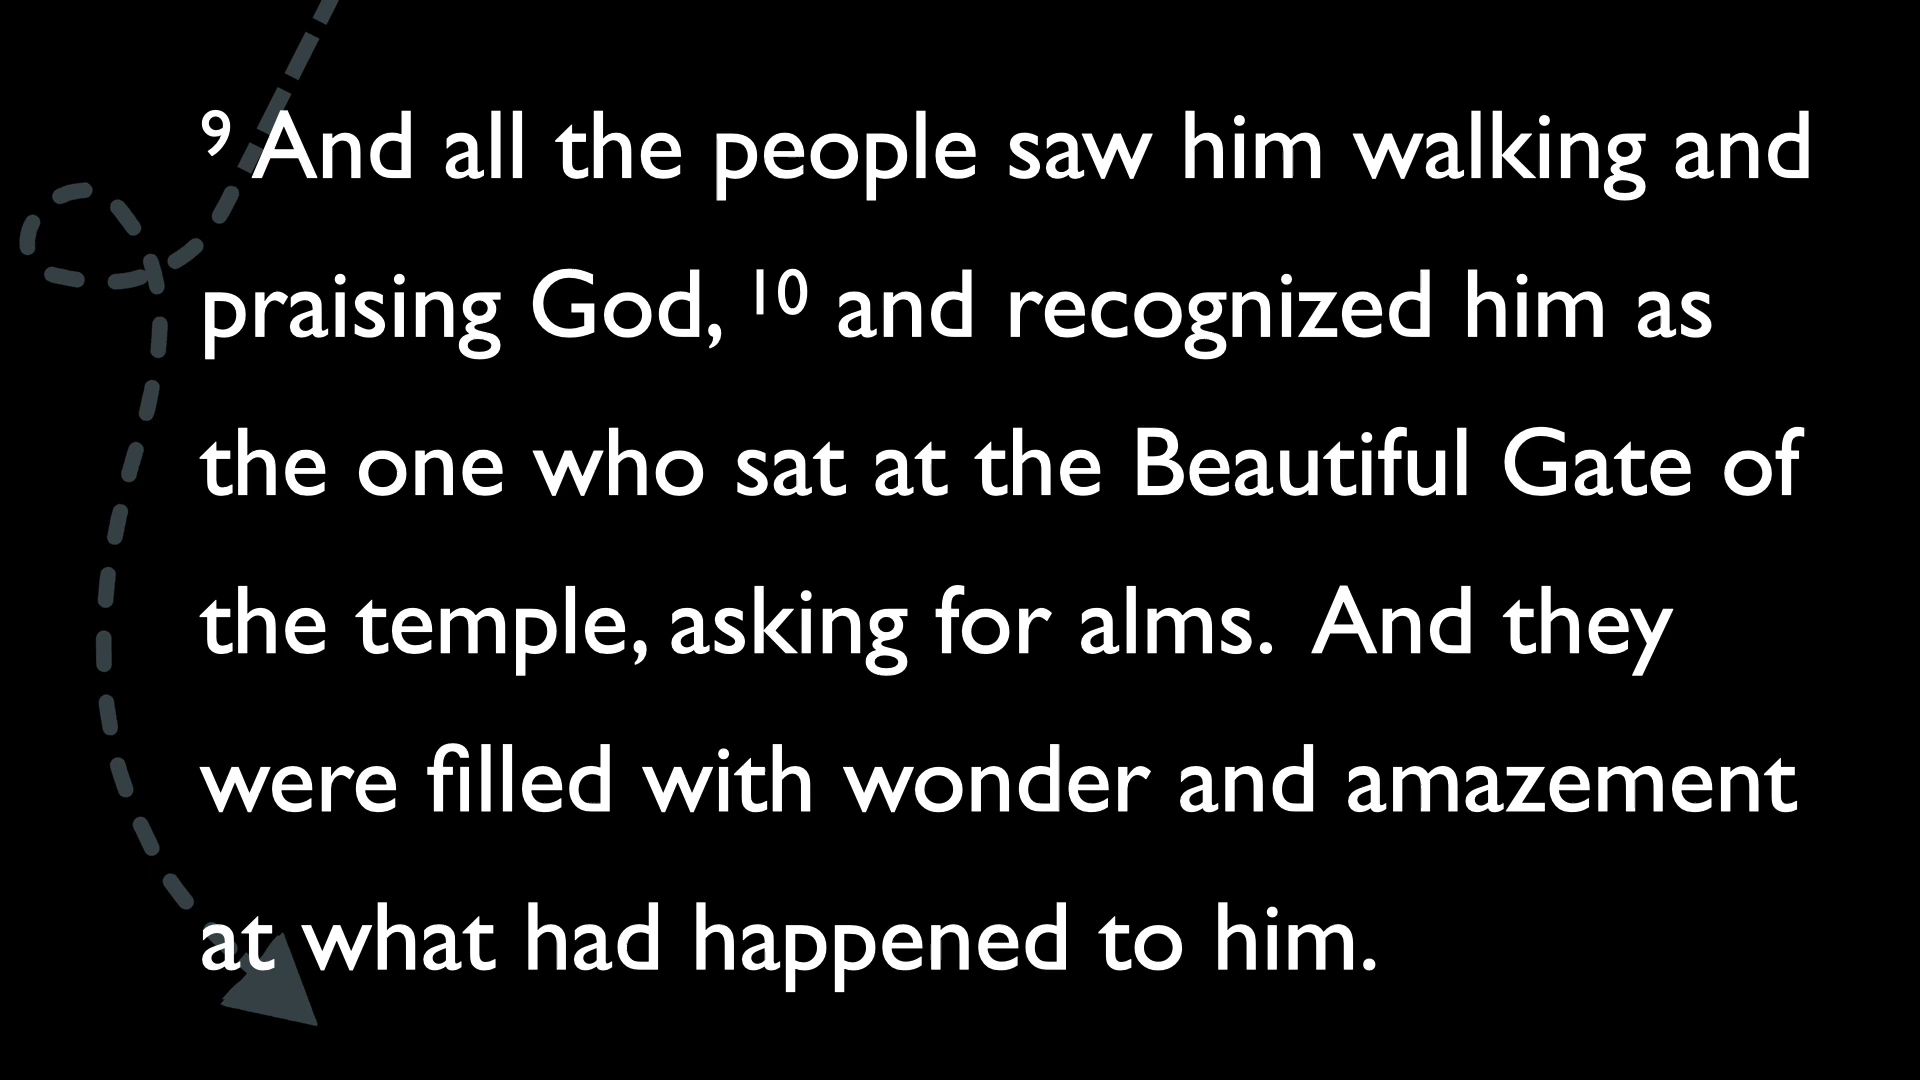 ⁹ And all the people saw him walking and
praising God, ¹⁰ and recognized him as
the one who sat at the Beautiful Gate of
the temple, asking for alms.  And they
were filled with wonder and amazement
at what had happened to him.